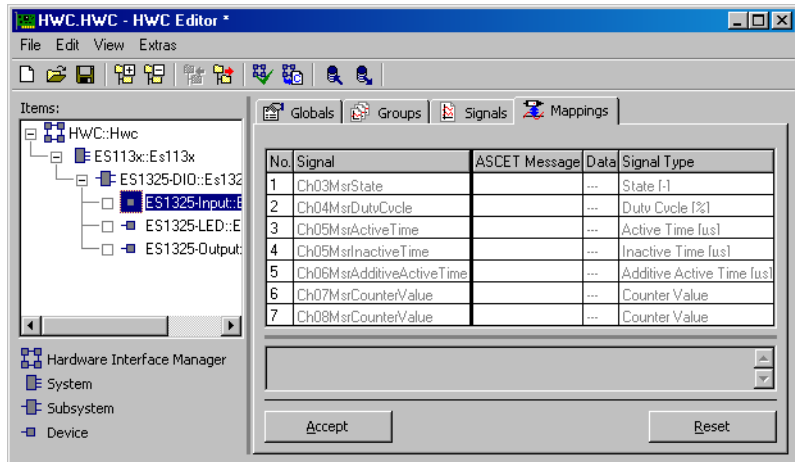 HWC.HWC - HWC Editor *
File Edit View Extras
Items:
HWC::Hwc
ES113x::Es113x
ES1325-DIO::Es132
ES1325-Input::E
ES1325-LED::E
ES1325-Output:
Hardware Interface Manager
System
Subsystem
Device
Globals Groups Signals Mappings
No. Signal ASCET Message Data Signal Type
1 Ch03MsrState --- State [-]
2 Ch04MsrDutyCycle --- Duty Cycle [%]
3 Ch05MsrActiveTime --- Active Time [us]
4 Ch05MsrInactiveTime --- Inactive Time [us]
5 Ch06MsrAdditiveActiveTime --- Additive Active Time [us]
6 Ch07MsrCounterValue --- Counter Value
7 Ch08MsrCounterValue --- Counter Value
Accept Reset